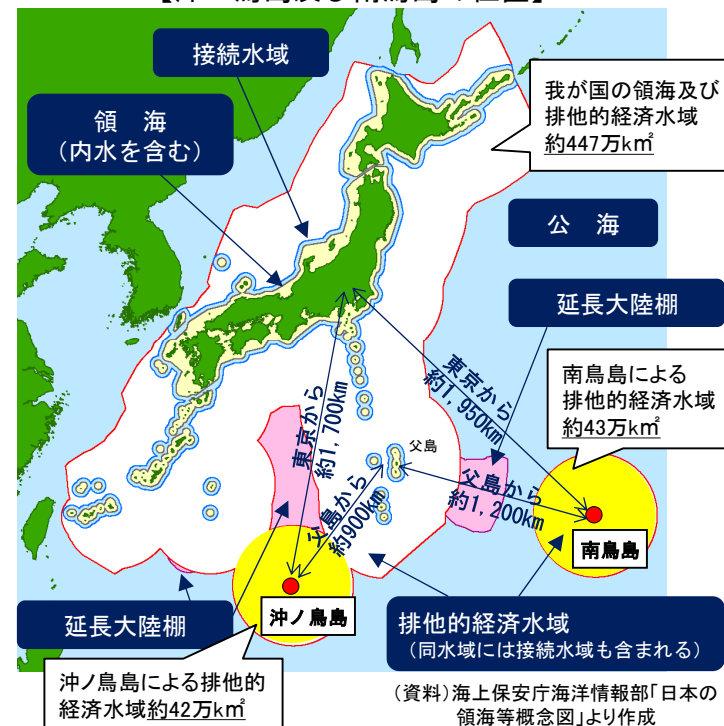 接続水域
領　海
（内水を含む）
我が国の領海及び
排他的経済水域
約447万k㎡
公　海
延長大陸棚
南鳥島による
排他的経済水域
約43万k㎡
東京から
約1,950km
東京から
約1,700km
父島
父島から
約900km
父島から
約1,200km
南鳥島
沖ノ鳥島
延長大陸棚
排他的経済水域
（同水域には接続水域も含まれる）
沖ノ鳥島による排他的
経済水域約42万k㎡
（資料）海上保安庁海洋情報部「日本の
領海等概念図」より作成